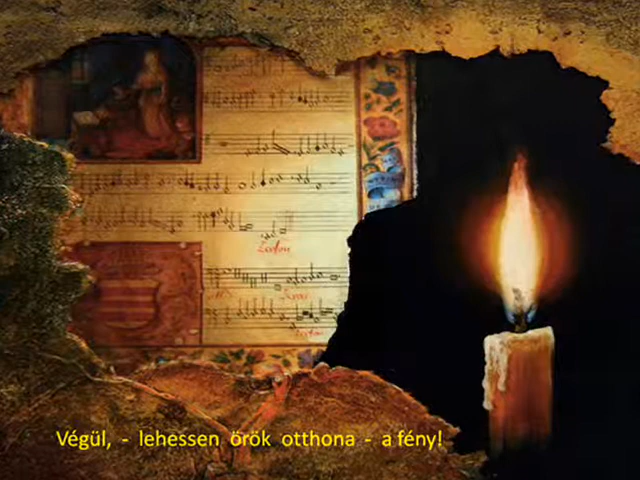 Végül, - lehessen örök otthona - a fény!